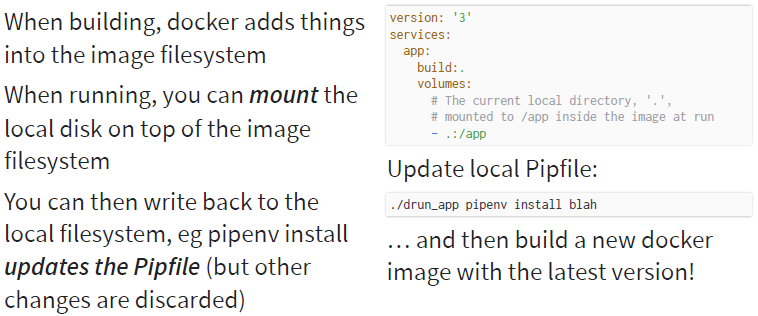 When building, docker adds things
into the image filesystem
When running, you can mount the
local disk on top of the image
filesystem
You can then write back to the
local filesystem, eg pipenv install
updates the Pipfile (but other
changes are discarded)
version: '3'
services:
  app:
    build:.
    volumes:
      # The current local directory, '.',
      # mounted to /app inside the image at run
      - .:/app
Update local Pipfile:
./drun_app pipenv install blah
… and then build a new docker
image with the latest version!